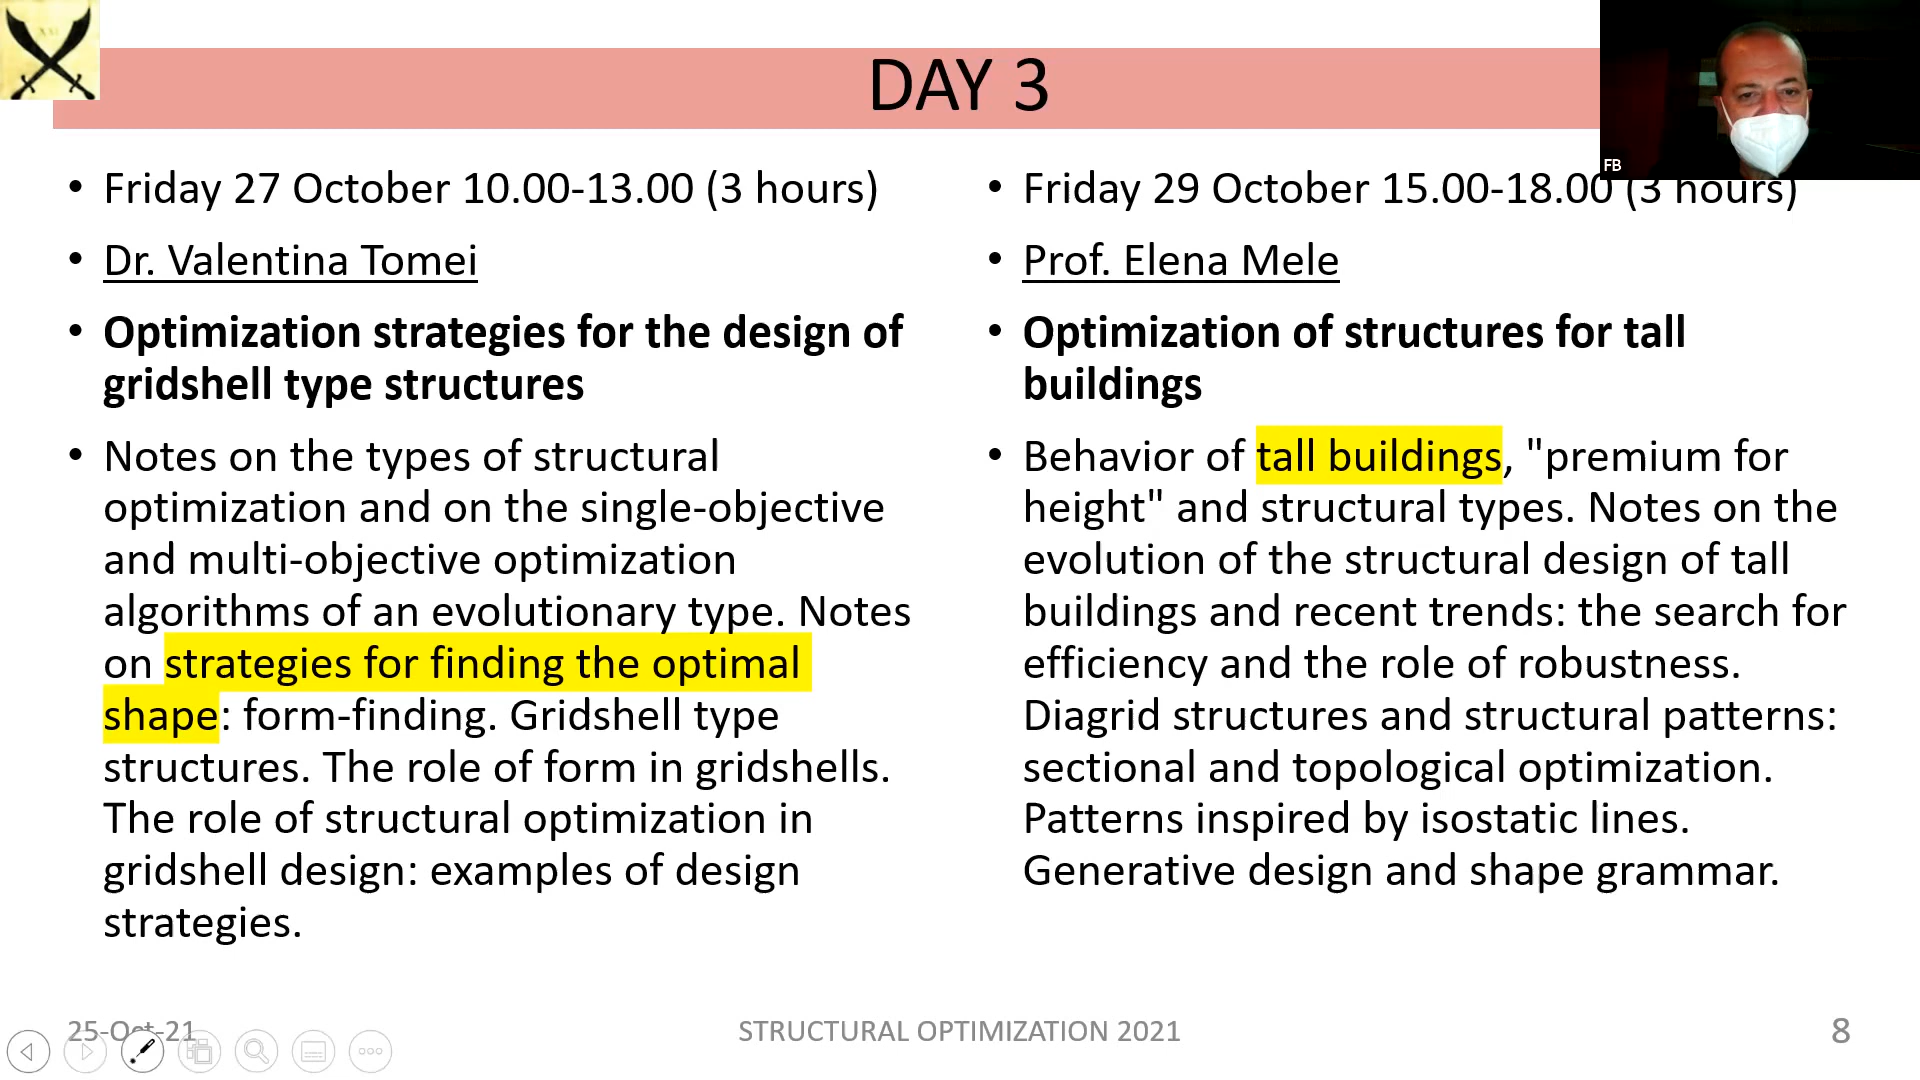 DAY 3
FB
• Friday 27 October 10.00-13.00 (3 hours)
• Dr. Valentina Tomei
• Optimization strategies for the design of
gridshell type structures
• Notes on the types of structural
optimization and on the single-objective
and multi-objective optimization
algorithms of an evolutionary type. Notes
on strategies for finding the optimal
shape: form-finding. Gridshell type
structures. The role of form in gridshells.
The role of structural optimization in
gridshell design: examples of design
strategies.
• Friday 29 October 15.00-18.00 (3 hours)
• Prof. Elena Mele
• Optimization of structures for tall
buildings
• Behavior of tall buildings, "premium for
height" and structural types. Notes on the
evolution of the structural design of tall
buildings and recent trends: the search for
efficiency and the role of robustness.
Diagrid structures and structural patterns:
sectional and topological optimization.
Patterns inspired by isostatic lines.
Generative design and shape grammar.
25-Oct-21
STRUCTURAL OPTIMIZATION 2021
8